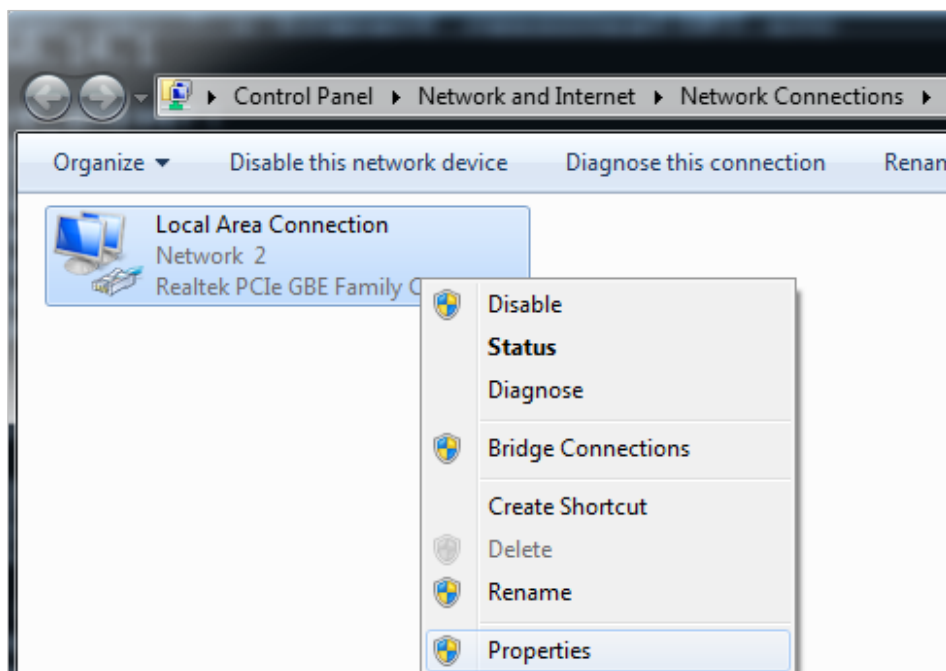 Control Panel Network and Internet Network Connections
Organize Disable this network device Diagnose this connection Renan
Local Area Connection
Network 2
Realtek PCIe GBE Family C
Disable
Status
Diagnose
Bridge Connections
Create Shortcut
Delete
Rename
Properties